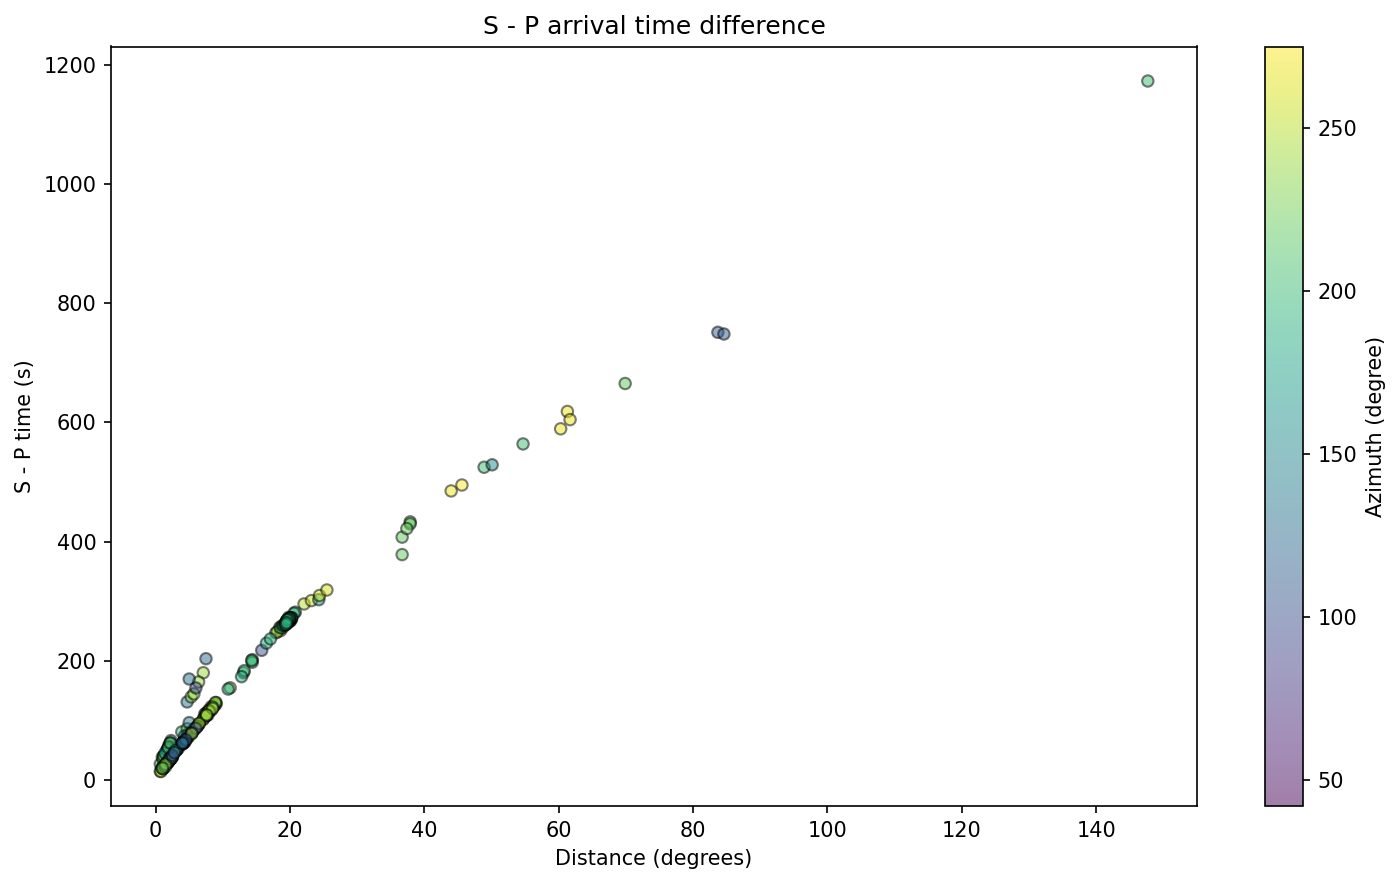 S - P arrival time difference
1200
1000
800
600
400
200
0
S - P time (s)
0 20 40 60 80 100 120 140
Distance (degrees)
250
200
150
100
50
Azimuth (degree)